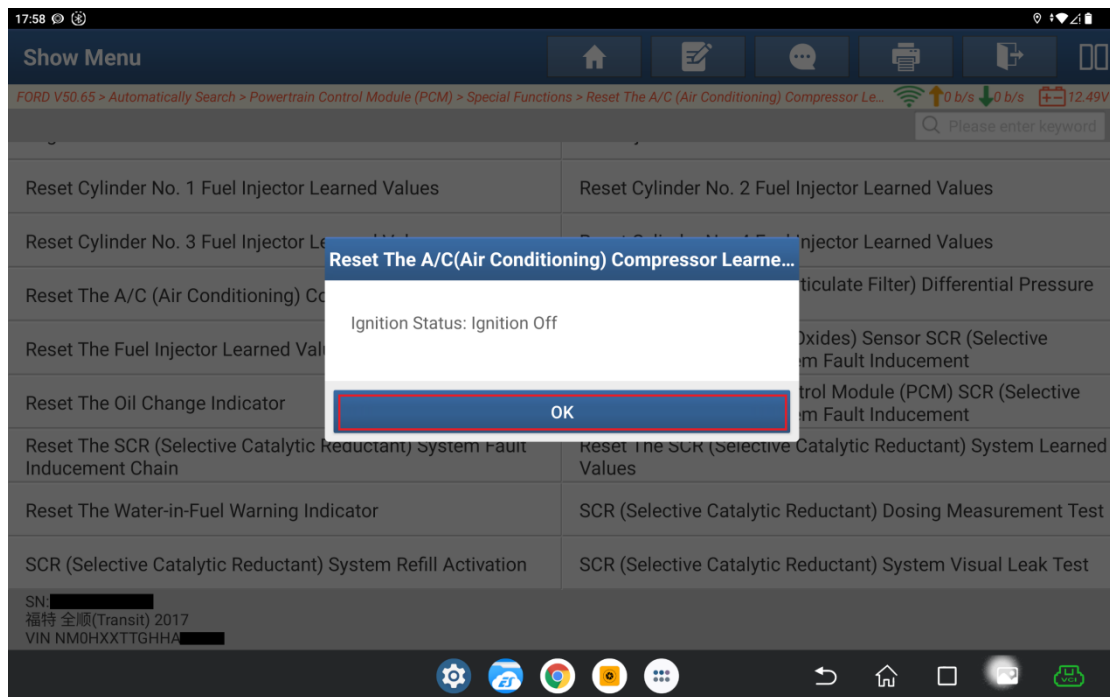 17:58
Show Menu
FORD V50.65 > Automatically Search > Powertrain Control Module (PCM) > Special Functions > Reset The A/C (Air Conditioning) Compressor Le... 0 b/s 0 b/s 12.49V
Please enter keyword
Reset Cylinder No. 1 Fuel Injector Learned Values
Reset Cylinder No. 2 Fuel Injector Learned Values
Reset Cylinder No. 3 Fuel Injector Le
njector Learned Values
Reset The A/C(Air Conditioning) Compressor Learne...
Reset The A/C (Air Conditioning) Co
ticulate Filter) Differential Pressure
Ignition Status: Ignition Off
Reset The Fuel Injector Learned Val
Oxides) Sensor SCR (Selective
m Fault Inducement
Reset The Oil Change Indicator
trol Module (PCM) SCR (Selective
m Fault Inducement
OK
Reset The SCR (Selective Catalytic Reductant) System Fault
Inducement Chain
Reset The SCR (Selective Catalytic Reductant) System Learned
Values
Reset The Water-in-Fuel Warning Indicator
SCR (Selective Catalytic Reductant) Dosing Measurement Test
SCR (Selective Catalytic Reductant) System Refill Activation
SCR (Selective Catalytic Reductant) System Visual Leak Test
SN:
福特 全顺(Transit) 2017
VIN NM0HXXTTGHHA
ES
VCI